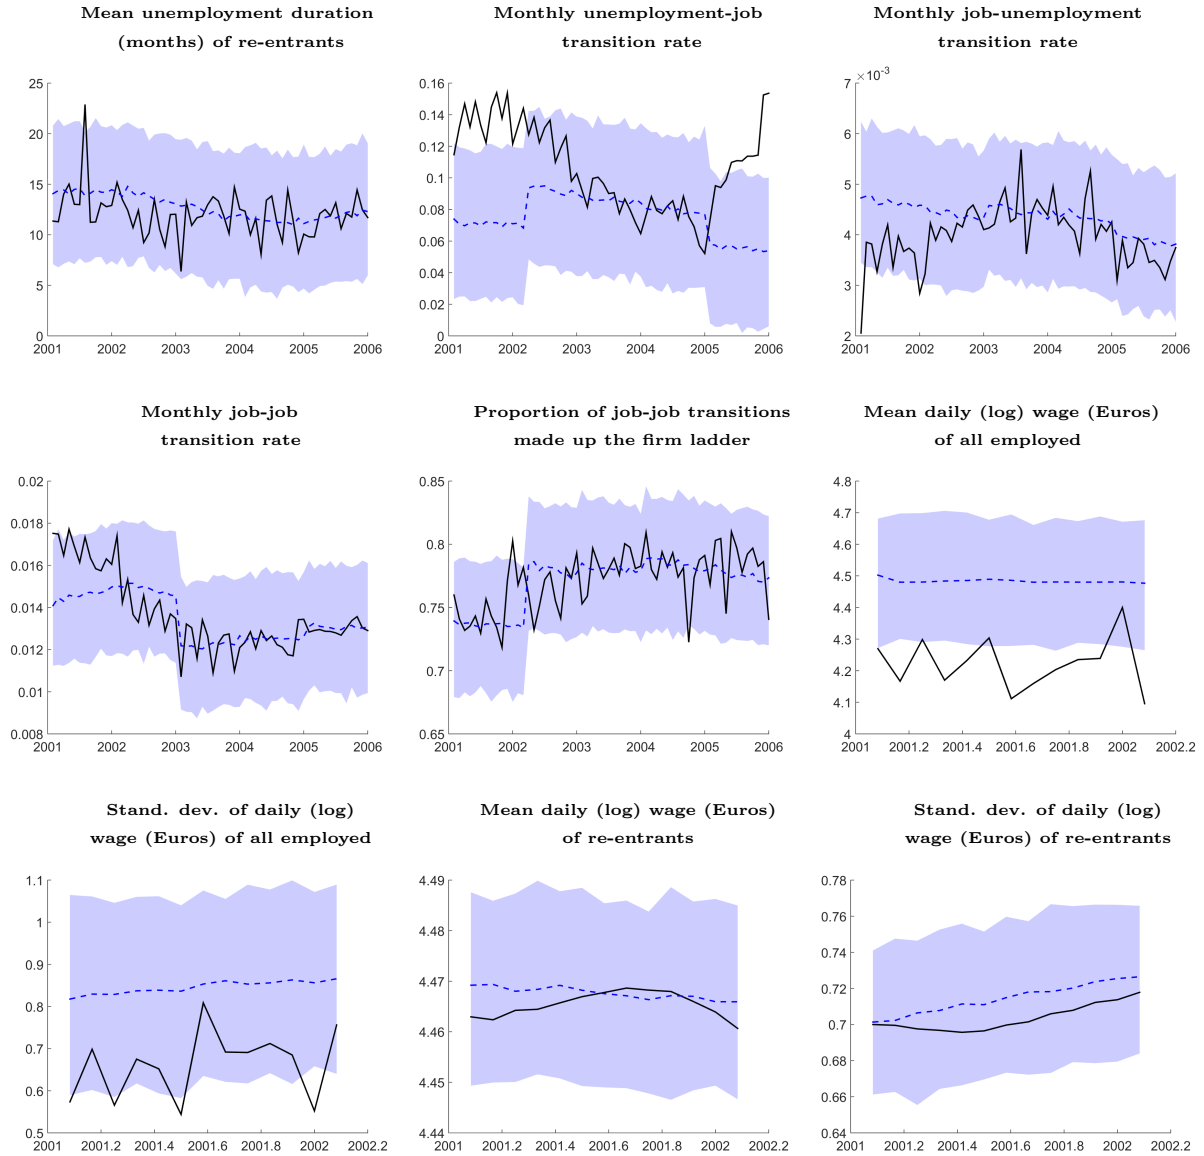 Mean unemployment duration
(months) of re-entrants
25
20
15
10
5
0
2001 2002 2003 2004 2005 2006
Monthly unemployment-job
transition rate
0.16
0.14
0.12
0.1
0.08
0.06
0.04
0.02
0
2001 2002 2003 2004 2005 2006
Monthly job-unemployment
transition rate
×10⁻³
7
6
5
4
3
2
2001 2002 2003 2004 2005 2006
Monthly job-job
transition rate
0.02
0.018
0.016
0.014
0.012
0.01
0.008
2001 2002 2003 2004 2005 2006
Proportion of job-job transitions
made up the firm ladder
0.85
0.8
0.75
0.7
0.65
2001 2002 2003 2004 2005 2006
Mean daily (log) wage (Euros)
of all employed
4.8
4.7
4.6
4.5
4.4
4.3
4.2
4.1
4
2001 2001.2 2001.4 2001.6 2001.8 2002 2002.2
Stand. dev. of daily (log)
wage (Euros) of all employed
1.1
1
0.9
0.8
0.7
0.6
0.5
2001 2001.2 2001.4 2001.6 2001.8 2002 2002.2
Mean daily (log) wage (Euros)
of re-entrants
4.49
4.48
4.47
4.46
4.45
4.44
2001 2001.2 2001.4 2001.6 2001.8 2002 2002.2
Stand. dev. of daily (log)
wage (Euros) of re-entrants
0.78
0.76
0.74
0.72
0.7
0.68
0.66
0.64
2001 2001.2 2001.4 2001.6 2001.8 2002 2002.2